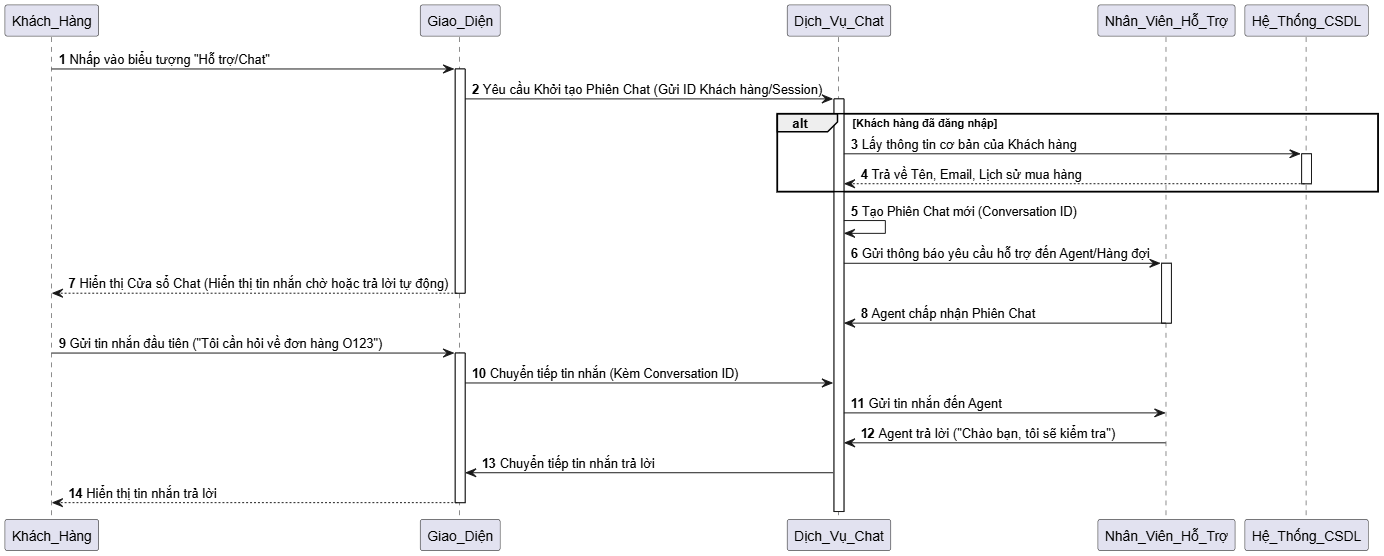 Khách_Hàng
Giao_Diện
Dịch_Vụ_Chat
Nhân_Viên_Hỗ_Trợ
Hệ_Thống_CSDL
1 Nhấp vào biểu tượng "Hỗ trợ/Chat"
2 Yêu cầu Khởi tạo Phiên Chat (Gửi ID Khách hàng/Session)
alt
[Khách hàng đã đăng nhập]
3 Lấy thông tin cơ bản của Khách hàng
4 Trả về Tên, Email, Lịch sử mua hàng
5 Tạo Phiên Chat mới (Conversation ID)
6 Gửi thông báo yêu cầu hỗ trợ đến Agent/Hàng đợi
7 Hiển thị Cửa sổ Chat (Hiển thị tin nhắn chờ hoặc trả lời tự động)
8 Agent chấp nhận Phiên Chat
9 Gửi tin nhắn đầu tiên ("Tôi cần hỏi về đơn hàng O123")
10 Chuyển tiếp tin nhắn (Kèm Conversation ID)
11 Gửi tin nhắn đến Agent
12 Agent trả lời ("Chào bạn, tôi sẽ kiểm tra")
13 Chuyển tiếp tin nhắn trả lời
14 Hiển thị tin nhắn trả lời
Khách_Hàng
Giao_Diện
Dịch_Vụ_Chat
Nhân_Viên_Hỗ_Trợ
Hệ_Thống_CSDL